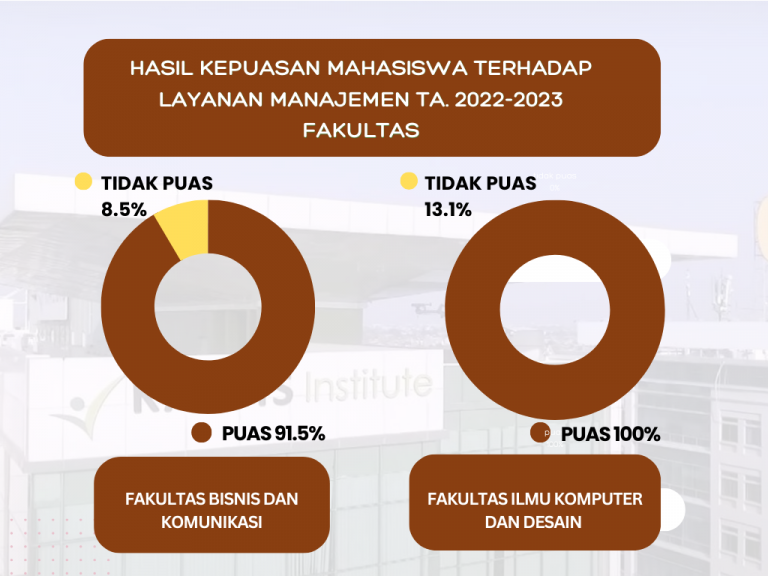 HASIL KEPUASAN MAHASISWA TERHADAP
LAYANAN MANAJEMEN TA. 2022-2023
FAKULTAS
TIDAK PUAS
8.5%
TIDAK PUAS
13.1%
Institute
PUAS 91.5%
PUAS 100%
FAKULTAS BISNIS DAN
KOMUNIKASI
FAKULTAS ILMU KOMPUTER
DAN DESAIN